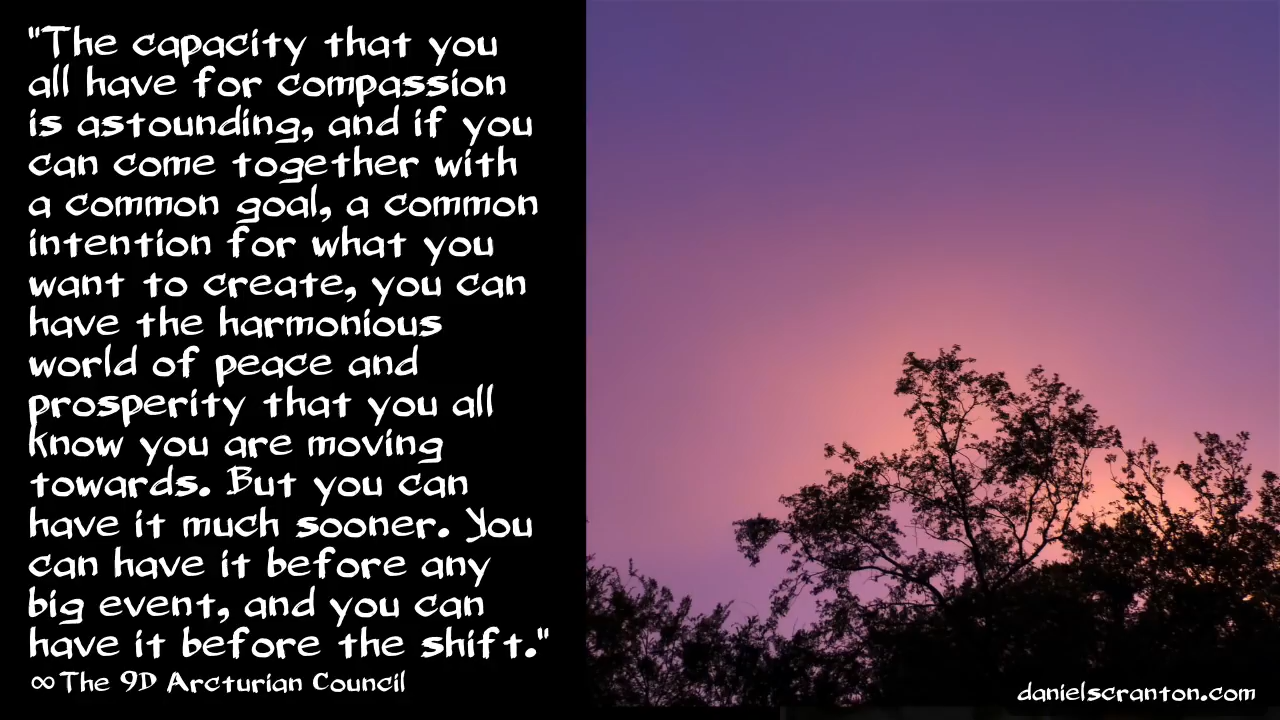 "The capacity that you
all have for compassion
is astounding, and if you
can come together with
a common goal, a common
intention for what you
want to create, you can
have the harmonious
world of peace and
prosperity that you all
know you are moving
towards. But you can
have it much sooner. You
can have it before any
big event, and you can
have it before the shift."
∞The 9D Arcturian Council
danielscranton.com